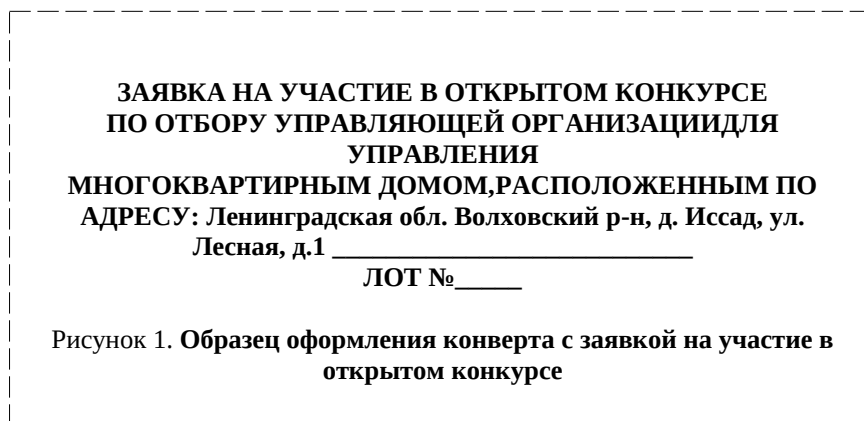 ЗАЯВКА НА УЧАСТИЕ В ОТКРЫТОМ КОНКУРСЕ
ПО ОТБОРУ УПРАВЛЯЮЩЕЙ ОРГАНИЗАЦИИДЛЯ
УПРАВЛЕНИЯ
МНОГОКВАРТИРНЫМ ДОМОМ,РАСПОЛОЖЕННЫМ ПО
АДРЕСУ: Ленинградская обл. Волховский р-н, д. Иссад, ул.
Лесная, д.1 ___________________________
ЛОТ №_____
Рисунок 1. Образец оформления конверта с заявкой на участие в
открытом конкурсе